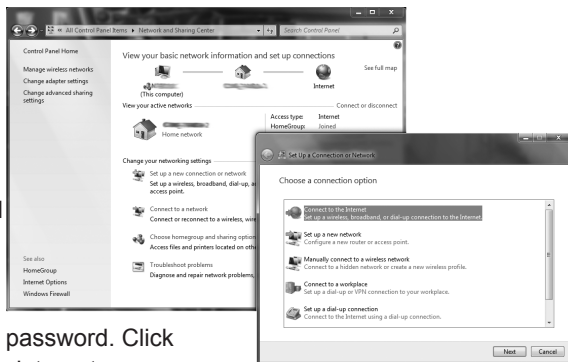 All Control Panel Items
Network and Sharing Center
Search Control Panel
Control Panel Home
Manage wireless networks
Change adapter settings
Change advanced sharing
settings
See also
HomeGroup
Internet Options
Windows Firewall
View your basic network information and set up connections
See full map
(This computer)
Internet
View your active networks
Connect or disconnect
Home network
Access type: Internet
HomeGroup: Joined
Change your networking settings
Set up a new connection or network
Set up a wireless, broadband, dial-up, a
access point.
Connect to a network
Connect or reconnect to a wireless, wire
Choose homegroup and sharing option
Access files and printers located on othe
Troubleshoot problems
Diagnose and repair network problems,
Set Up a Connection or Network
Choose a connection option
Connect to the Internet
Set up a wireless, broadband, or dial-up connection to the Internet.
Set up a new network
Configure a new router or access point.
Manually connect to a wireless network
Connect to a hidden network or create a new wireless profile.
Connect to a workplace
Set up a dial-up or VPN connection to your workplace.
Set up a dial-up connection
Connect to the Internet using a dial-up connection.
Next
Cancel
password. Click